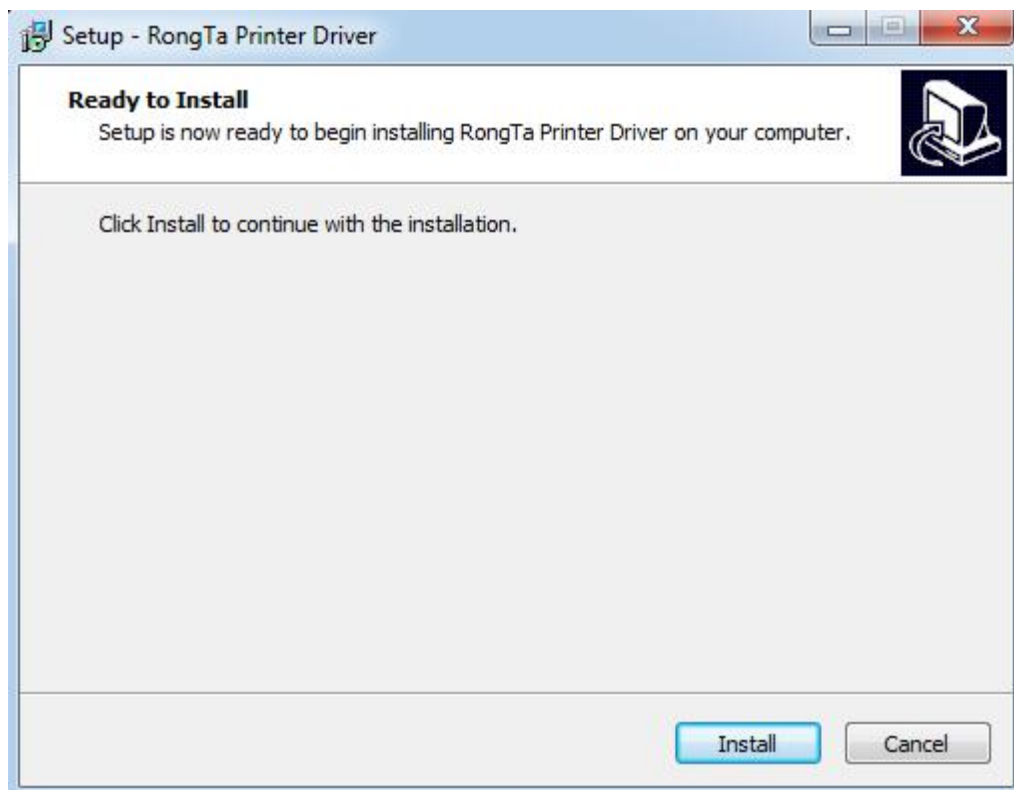 Setup - RongTa Printer Driver
Ready to Install
Setup is now ready to begin installing RongTa Printer Driver on your computer.
Click Install to continue with the installation.
Install
Cancel